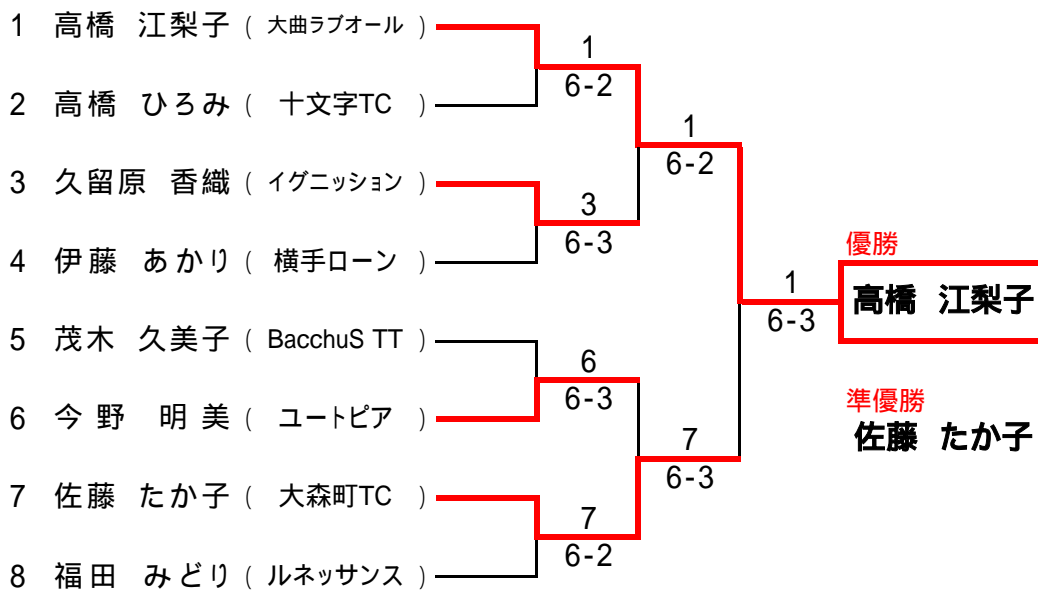 1 高橋 江梨子 ( 大曲ラブオール )
2 高橋 ひろみ ( 十文字TC )
3 久留原 香織 ( イグニッション )
4 伊藤 あかり ( 横手ローン )
5 茂木 久美子 ( BacchuS TT )
6 今野 明美 ( ユートピア )
7 佐藤 たか子 ( 大森町TC )
8 福田 みどり ( ルネッサンス )
1
6-2
3
6-3
6
6-3
7
6-2
1
6-2
7
6-3
1
6-3
優勝
高橋 江梨子
準優勝
佐藤 たか子